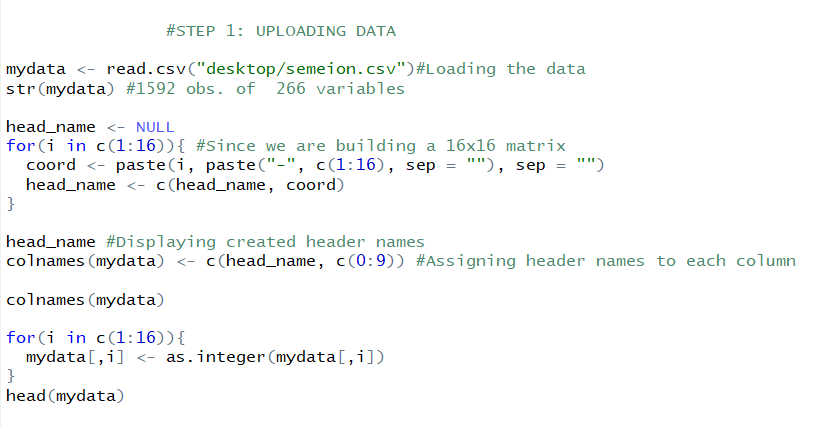 #STEP 1: UPLOADING DATA
mydata <- read.csv("desktop/semeion.csv")#Loading the data
str(mydata) #1592 obs. of  266 variables
head_name <- NULL
for(i in c(1:16)){ #Since we are building a 16x16 matrix
  coord <- paste(i, paste("-", c(1:16), sep = ""), sep = "")
  head_name <- c(head_name, coord)
}
head_name #Displaying created header names
colnames(mydata) <- c(head_name, c(0:9)) #Assigning header names to each column
colnames(mydata)
for(i in c(1:16)){
  mydata[,i] <- as.integer(mydata[,i])
}
head(mydata)